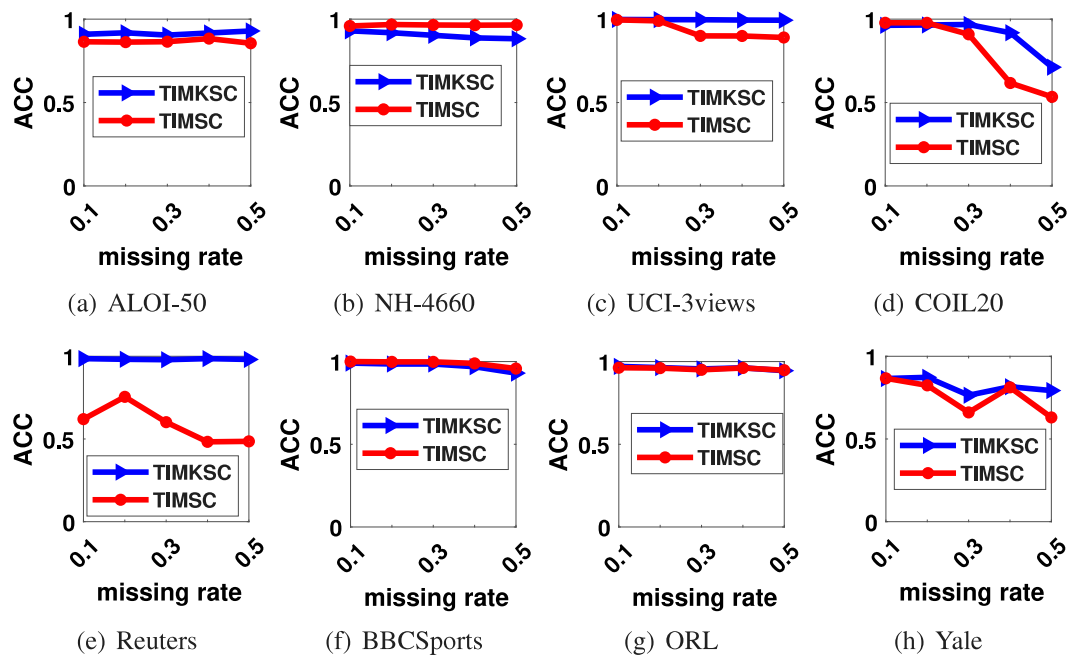 1
ACC
0.5
0
TIMKSC
TIMSC
0.1
0.3
0.5
missing rate
(a) ALOI-50
1
ACC
0.5
0
TIMKSC
TIMSC
0.1
0.3
0.5
missing rate
(b) NH-4660
1
ACC
0.5
0
TIMKSC
TIMSC
0.1
0.3
0.5
missing rate
(c) UCI-3views
1
ACC
0.5
0
TIMKSC
TIMSC
0.1
0.3
0.5
missing rate
(d) COIL20
1
ACC
0.5
0
TIMKSC
TIMSC
0.1
0.3
0.5
missing rate
(e) Reuters
1
ACC
0.5
0
TIMKSC
TIMSC
0.1
0.3
0.5
missing rate
(f) BBCSports
1
ACC
0.5
0
TIMKSC
TIMSC
0.1
0.3
0.5
missing rate
(g) ORL
1
ACC
0.5
0
TIMKSC
TIMSC
0.1
0.3
0.5
missing rate
(h) Yale